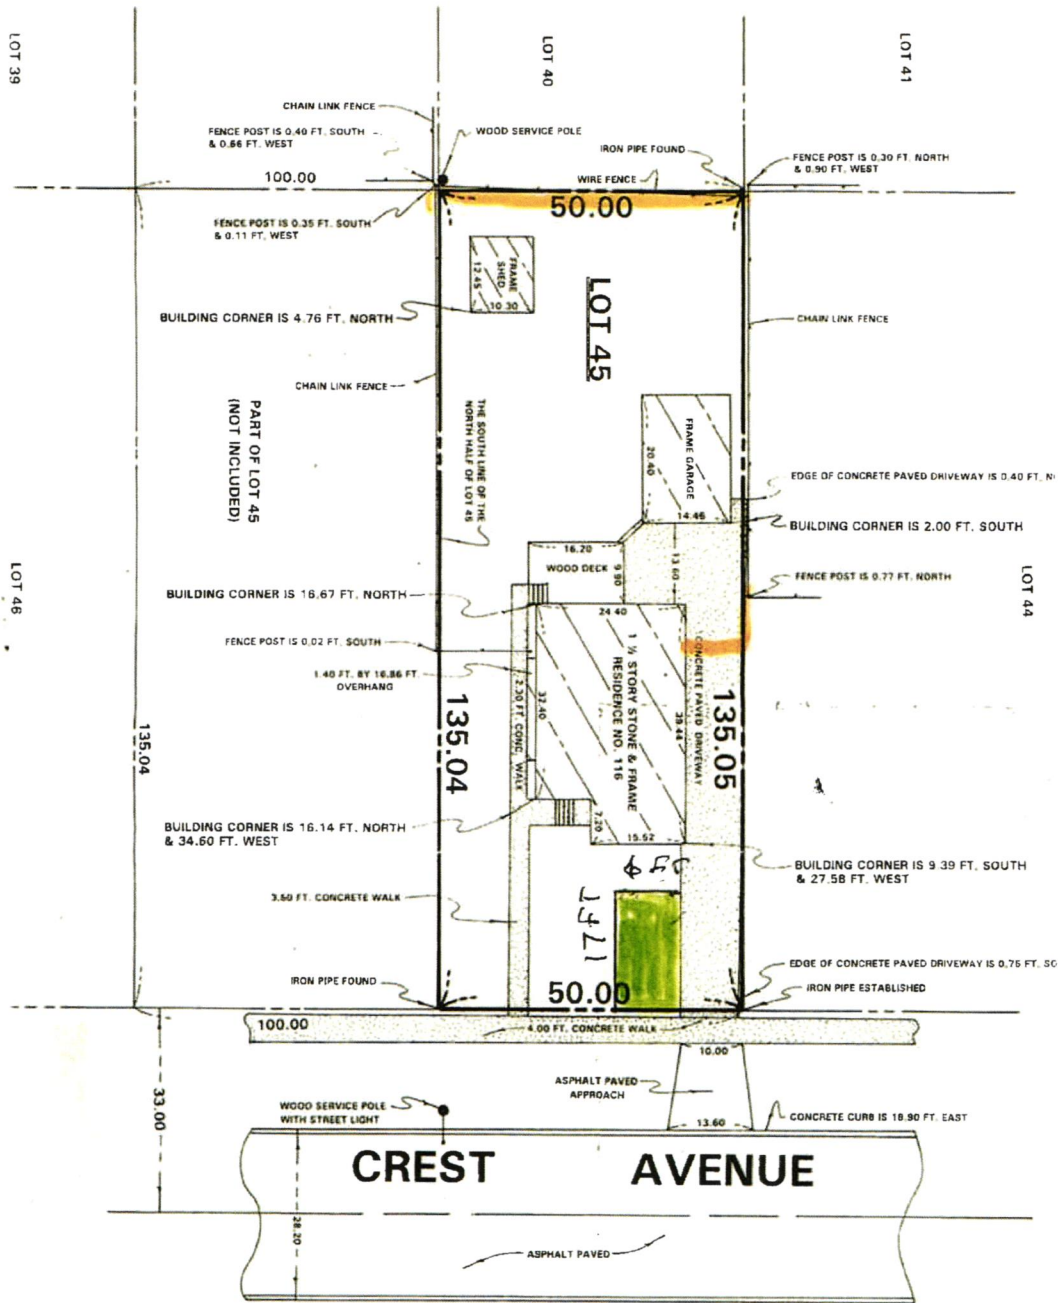 LOT 39
LOT 40
LOT 41
CHAIN LINK FENCE
FENCE POST IS 0.40 FT. SOUTH
& 0.66 FT. WEST
WOOD SERVICE POLE
IRON PIPE FOUND
FENCE POST IS 0.30 FT. NORTH
& 0.90 FT. WEST
100.00
WIRE FENCE
50.00
FENCE POST IS 0.35 FT. SOUTH
& 0.11 FT. WEST
FRAME
SHED
12.45
10.30
LOT 45
BUILDING CORNER IS 4.76 FT. NORTH
CHAIN LINK FENCE
CHAIN LINK FENCE
PART OF LOT 45
(NOT INCLUDED)
THE SOUTH LINE OF THE
NORTH HALF OF LOT 45
FRAME GARAGE
20.40
14.45
EDGE OF CONCRETE PAVED DRIVEWAY IS 0.40 FT.
BUILDING CORNER IS 2.00 FT. SOUTH
16.20
WOOD DECK
9.90
13.60
LOT 46
LOT 44
FENCE POST IS 0.77 FT. NORTH
BUILDING CORNER IS 16.67 FT. NORTH
24.40
FENCE POST IS 0.02 FT. SOUTH
1.40 FT. BY 16.86 FT.
OVERHANG
2.30 FT. CONC. WALK
32.40
1 ½ STORY STONE & FRAME
RESIDENCE NO. 116
39.44
CONCRETE PAVED DRIVEWAY
135.04
135.04
135.05
BUILDING CORNER IS 16.14 FT. NORTH
& 34.60 FT. WEST
7.20
15.52
BUILDING CORNER IS 9.39 FT. SOUTH
& 27.58 FT. WEST
3.60 FT. CONCRETE WALK
17 FT
IRON PIPE FOUND
50.00
EDGE OF CONCRETE PAVED DRIVEWAY IS 0.75 FT.
IRON PIPE ESTABLISHED
100.00
4.00 FT. CONCRETE WALK
10.00
ASPHALT PAVED
APPROACH
33.00
WOOD SERVICE POLE
WITH STREET LIGHT
13.60
CONCRETE CURB IS 18.90 FT. EAST
CREST AVENUE
28.20
ASPHALT PAVED